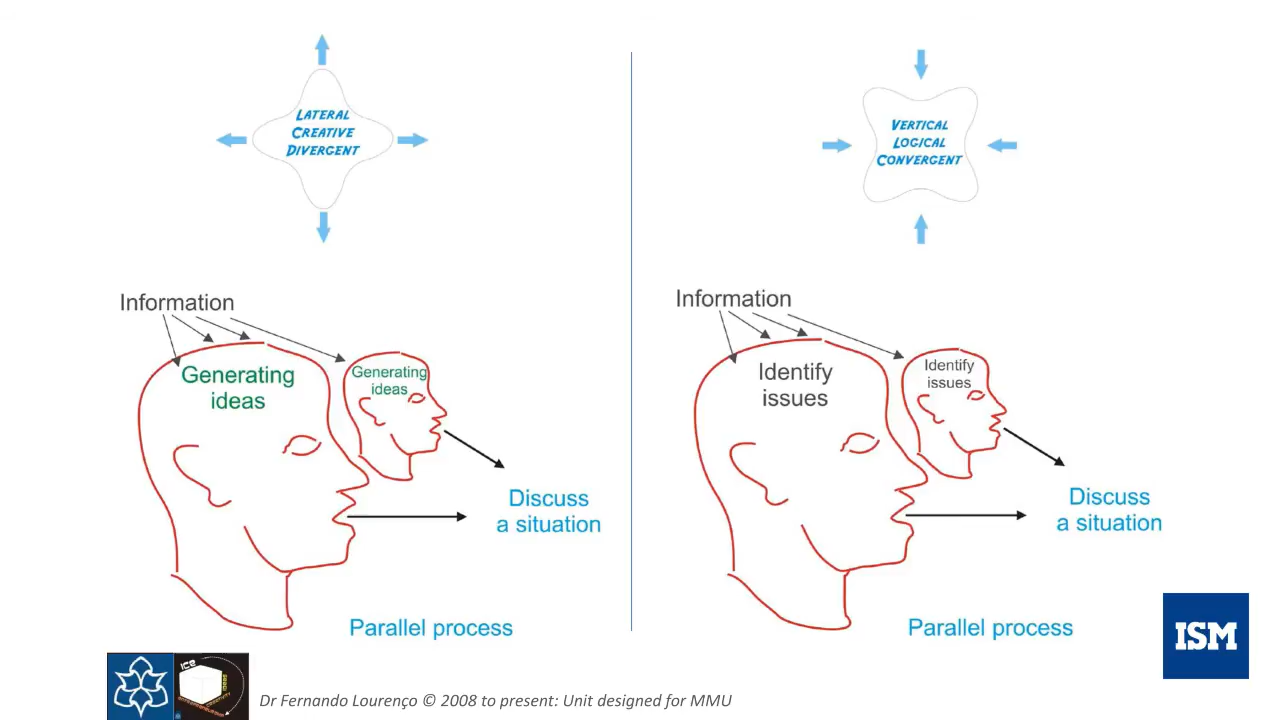 LATERAL
CREATIVE
DIVERGENT
Information
Generating
ideas
Generating
ideas
Discuss
a situation
Parallel process
VERTICAL
LOGICAL
CONVERGENT
Information
Identify
issues
Identify
issues
Discuss
a situation
Parallel process
ISM
ICE
Dr Fernando Lourenço © 2008 to present: Unit designed for MMU